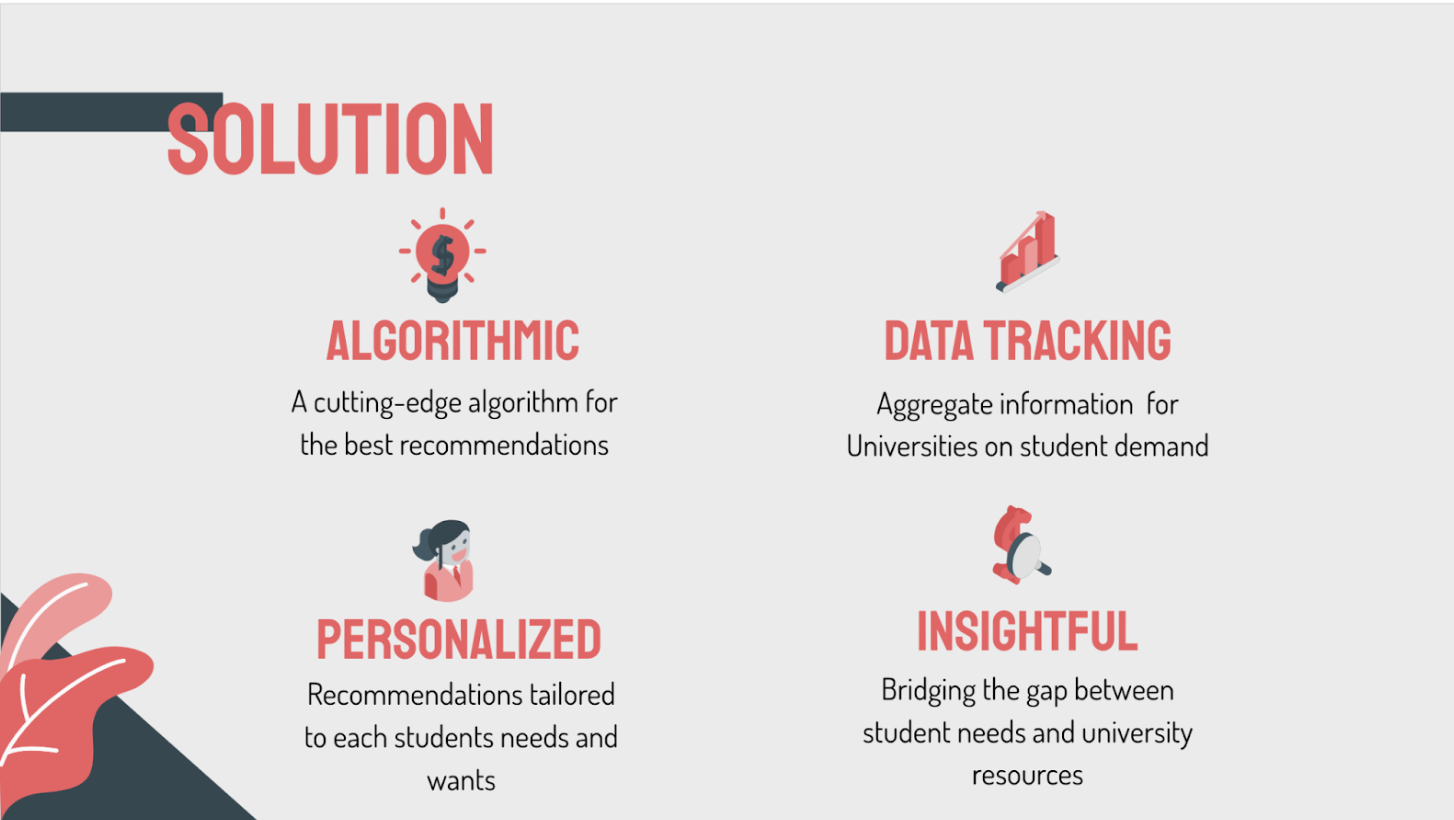 SOLUTION
ALGORITHMIC
A cutting-edge algorithm for
the best recommendations
DATA TRACKING
Aggregate information  for
Universities on student demand
PERSONALIZED
Recommendations tailored
to each students needs and
wants
INSIGHTFUL
Bridging the gap between
student needs and university
resources